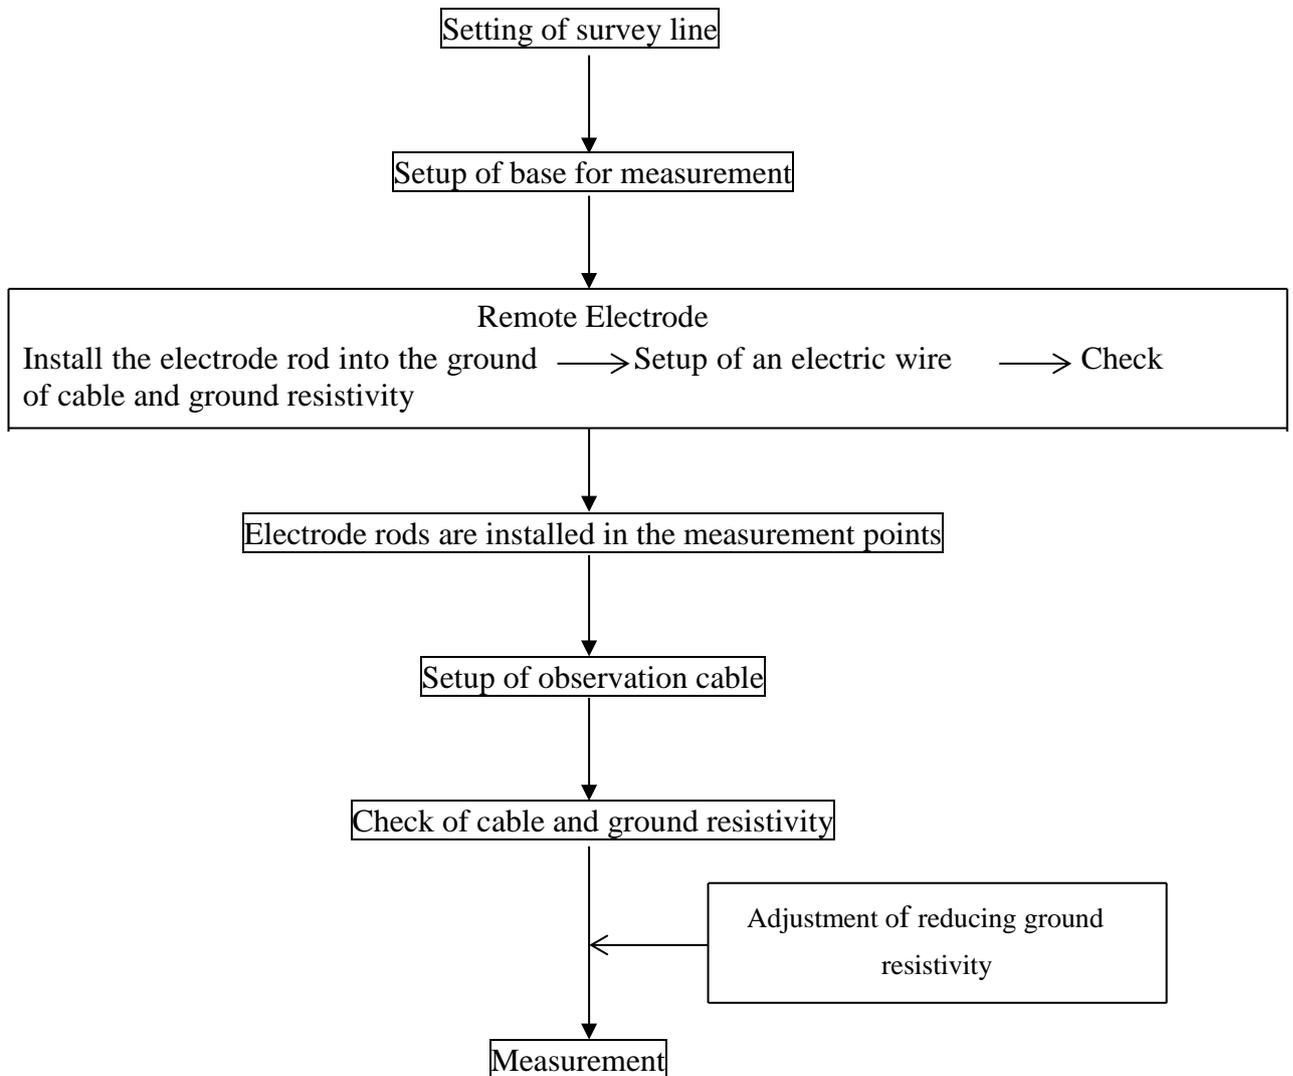 Setting of survey line
Setup of base for measurement
Remote Electrode
Install the electrode rod into the ground Setup of an electric wire Check
of cable and ground resistivity
Electrode rods are installed in the measurement points
Setup of observation cable
Check of cable and ground resistivity
Adjustment of reducing ground
resistivity
Measurement